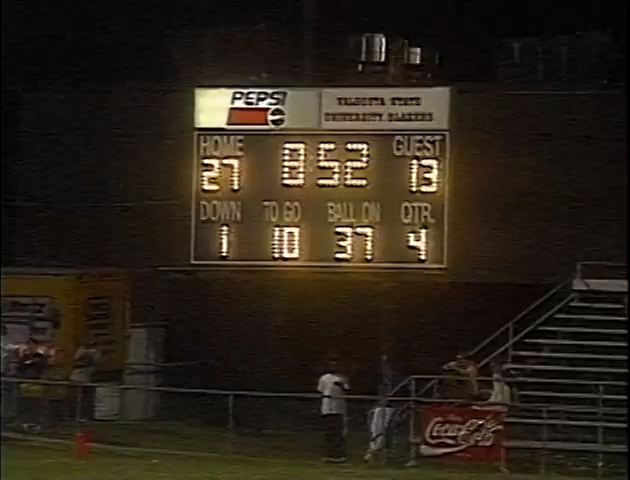 PEPSI
VALDOSTA STATE
UNIVERSITY BLAZERS
HOME 8:52 GUEST
27 13
DOWN TO GO BALL ON QTR.
1 10 37 4
Coca-Cola